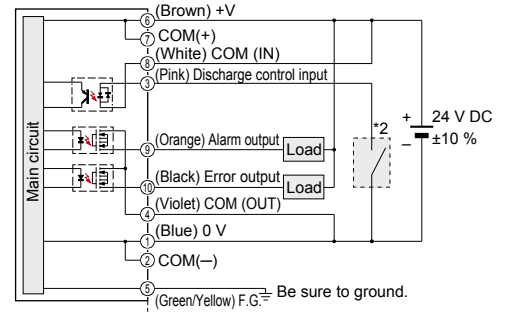 (Brown) +V
6
COM(+)
7
(White) COM (IN)
8
(Pink) Discharge control input
3
*2
+
24 V DC
±10 %
–
Main circuit
(Orange) Alarm output
9
Load
(Black) Error output
10
Load
(Violet) COM (OUT)
4
(Blue) 0 V
1
COM(–)
2
5
(Green/Yellow) F.G.
Be sure to ground.